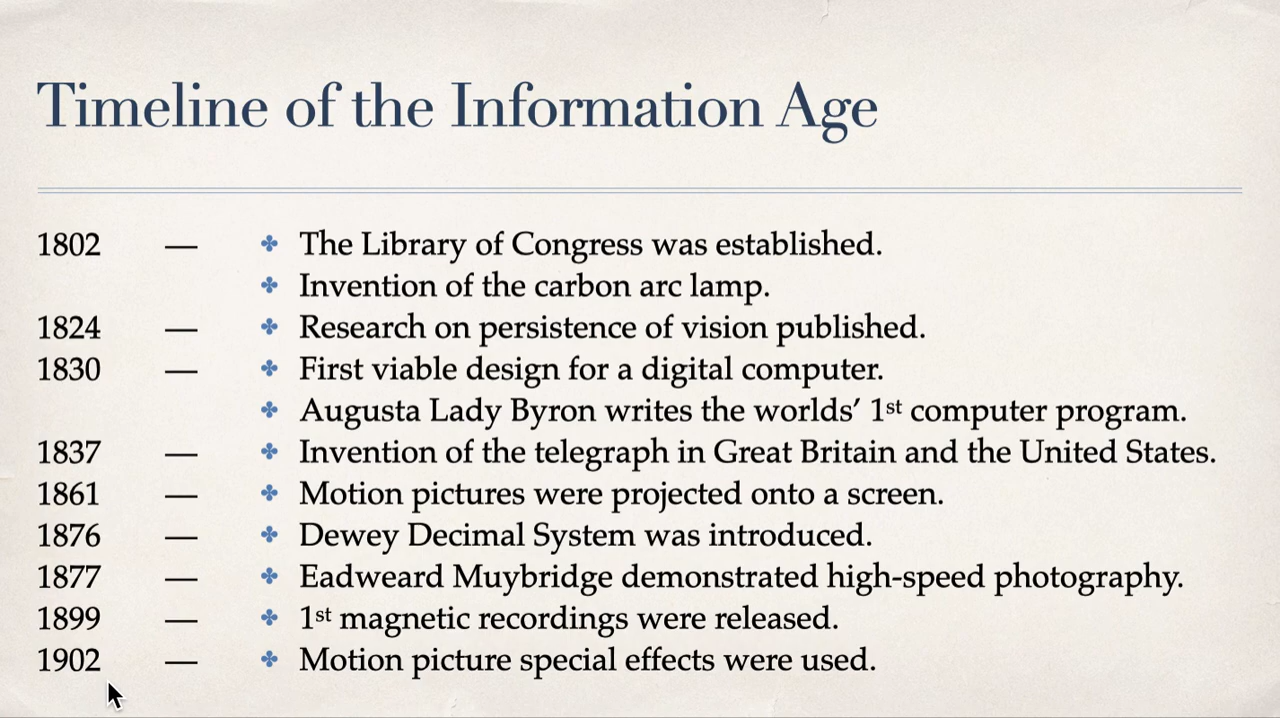 Timeline of the Information Age
1802 — ✤ The Library of Congress was established.
✤ Invention of the carbon arc lamp.
1824 — ✤ Research on persistence of vision published.
1830 — ✤ First viable design for a digital computer.
✤ Augusta Lady Byron writes the worlds’ 1st computer program.
1837 — ✤ Invention of the telegraph in Great Britain and the United States.
1861 — ✤ Motion pictures were projected onto a screen.
1876 — ✤ Dewey Decimal System was introduced.
1877 — ✤ Eadweard Muybridge demonstrated high-speed photography.
1899 — ✤ 1st magnetic recordings were released.
1902 — ✤ Motion picture special effects were used.